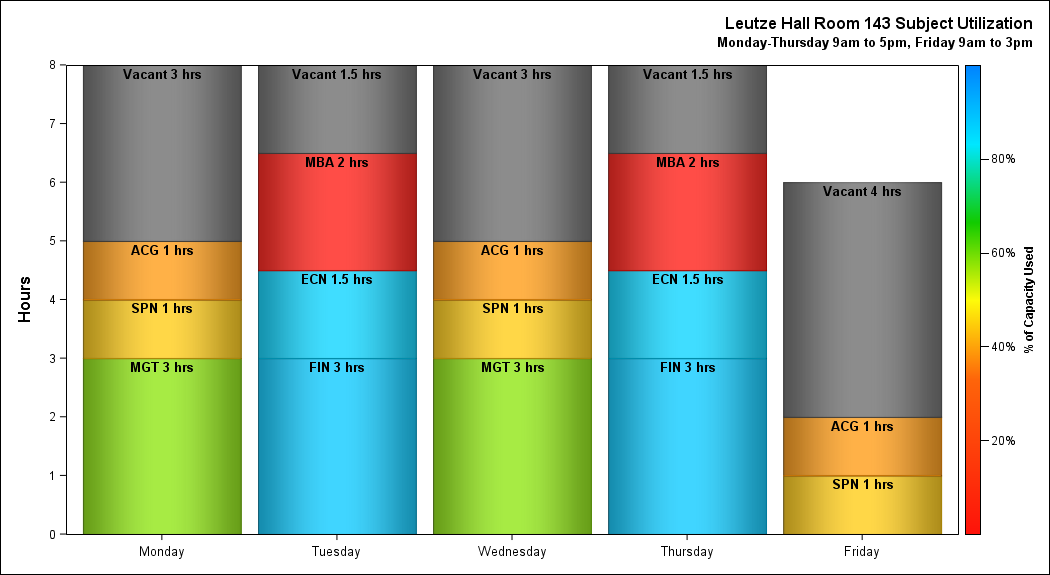 Leutze Hall Room 143 Subject Utilization
Monday-Thursday 9am to 5pm, Friday 9am to 3pm
Hours
8
7
6
5
4
3
2
1
0
Vacant 3 hrs
ACG 1 hrs
SPN 1 hrs
MGT 3 hrs
Vacant 1.5 hrs
MBA 2 hrs
ECN 1.5 hrs
FIN 3 hrs
Vacant 3 hrs
ACG 1 hrs
SPN 1 hrs
MGT 3 hrs
Vacant 1.5 hrs
MBA 2 hrs
ECN 1.5 hrs
FIN 3 hrs
Vacant 4 hrs
ACG 1 hrs
SPN 1 hrs
Monday
Tuesday
Wednesday
Thursday
Friday
80%
60%
40%
20%
% of Capacity Used